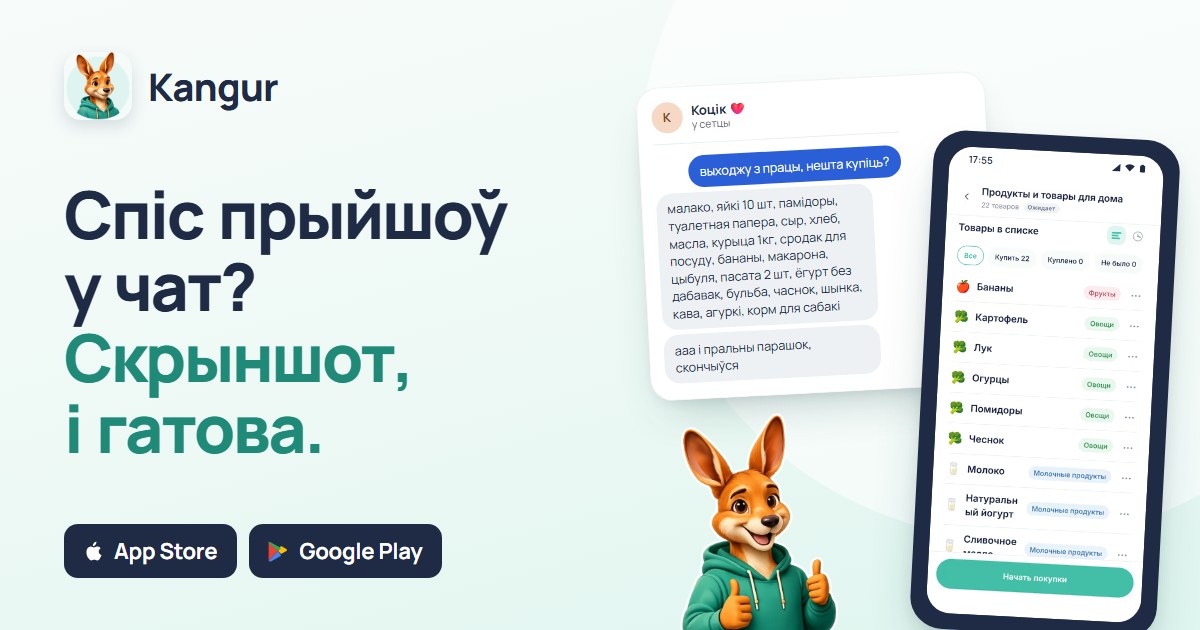 Kangur
Спіс прыйшоў
у чат?
Скрыншот,
і гатова.
App Store
Google Play
К
Коцік
у сетцы
выходжу з працы, нешта купіць?
малако, яйкі 10 шт, памідоры,
туалетная папера, сыр, хлеб,
масла, курыца 1кг, сродак для
посуду, бананы, макарона,
цыбуля, пасата 2 шт, ёгурт без
дабавак, бульба, часнок, шынка,
кава, агуркі, корм для сабакі
ааа і пральны парашок,
скончыўся
17:55
Продукты и товары для дома
22 товаров Ожидает
Товары в списке
Все Купить 22 Куплено 0 Не было 0
Бананы Фрукты
Картофель Овощи
Лук Овощи
Огурцы Овощи
Помидоры Овощи
Чеснок Овощи
Молоко Молочные продукты
Натуральн
ый йогурт Молочные продукты
Сливочное
масло Молочные продукты
Начать покупки